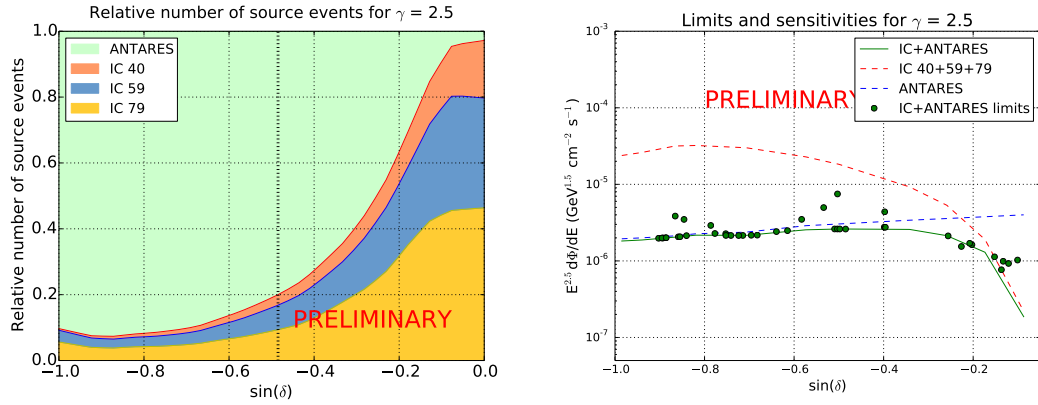 Relative number of source events for γ = 2.5
Relative number of source events
1.0
0.8
0.6
0.4
0.2
0.0
ANTARES
IC 40
IC 59
IC 79
PRELIMINARY
−1.0 −0.8 −0.6 −0.4 −0.2 0.0
sin(δ)
Limits and sensitivities for γ = 2.5
E^2.5 dΦ/dE (GeV^1.5 cm^−2 s^−1)
10^-3
10^-4
10^-5
10^-6
10^-7
IC+ANTARES
IC 40+59+79
ANTARES
IC+ANTARES limits
PRELIMINARY
−1.0 −0.8 −0.6 −0.4 −0.2
sin(δ)